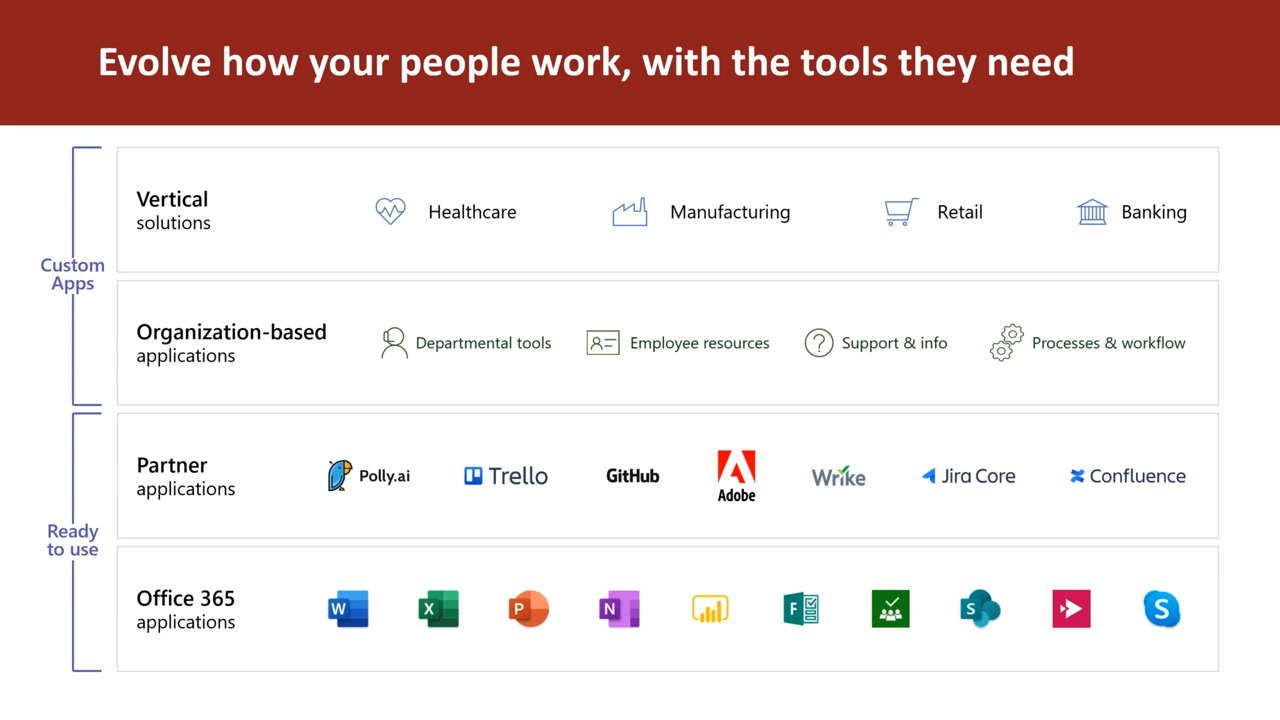 Evolve how your people work, with the tools they need
Custom
Apps
Vertical
solutions
Healthcare
Manufacturing
Retail
Banking
Organization-based
applications
Departmental tools
Employee resources
Support & info
Processes & workflow
Ready
to use
Partner
applications
Polly.ai
Trello
GitHub
Adobe
Wrike
Jira Core
Confluence
Office 365
applications
W
X
P
N
F
S
S